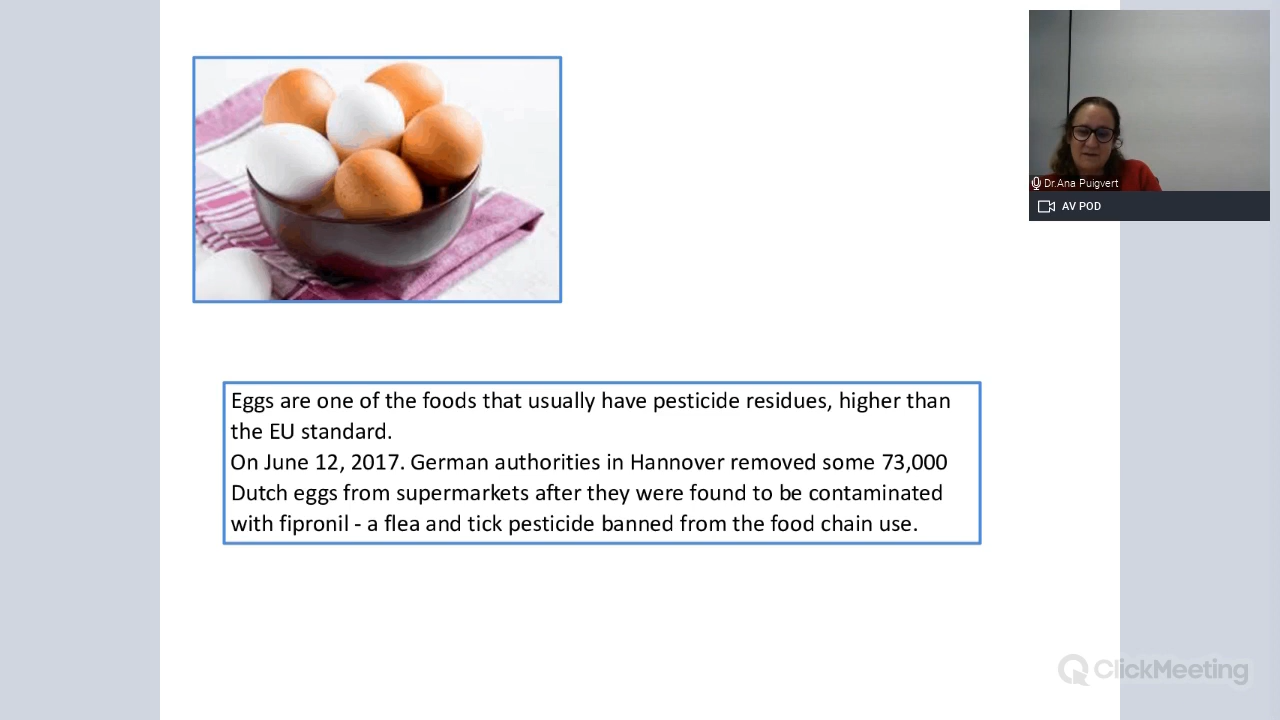 Dr.Ana Puigvert
AV POD
Eggs are one of the foods that usually have pesticide residues, higher than
the EU standard.
On June 12, 2017. German authorities in Hannover removed some 73,000
Dutch eggs from supermarkets after they were found to be contaminated
with fipronil - a flea and tick pesticide banned from the food chain use.
ClickMeeting